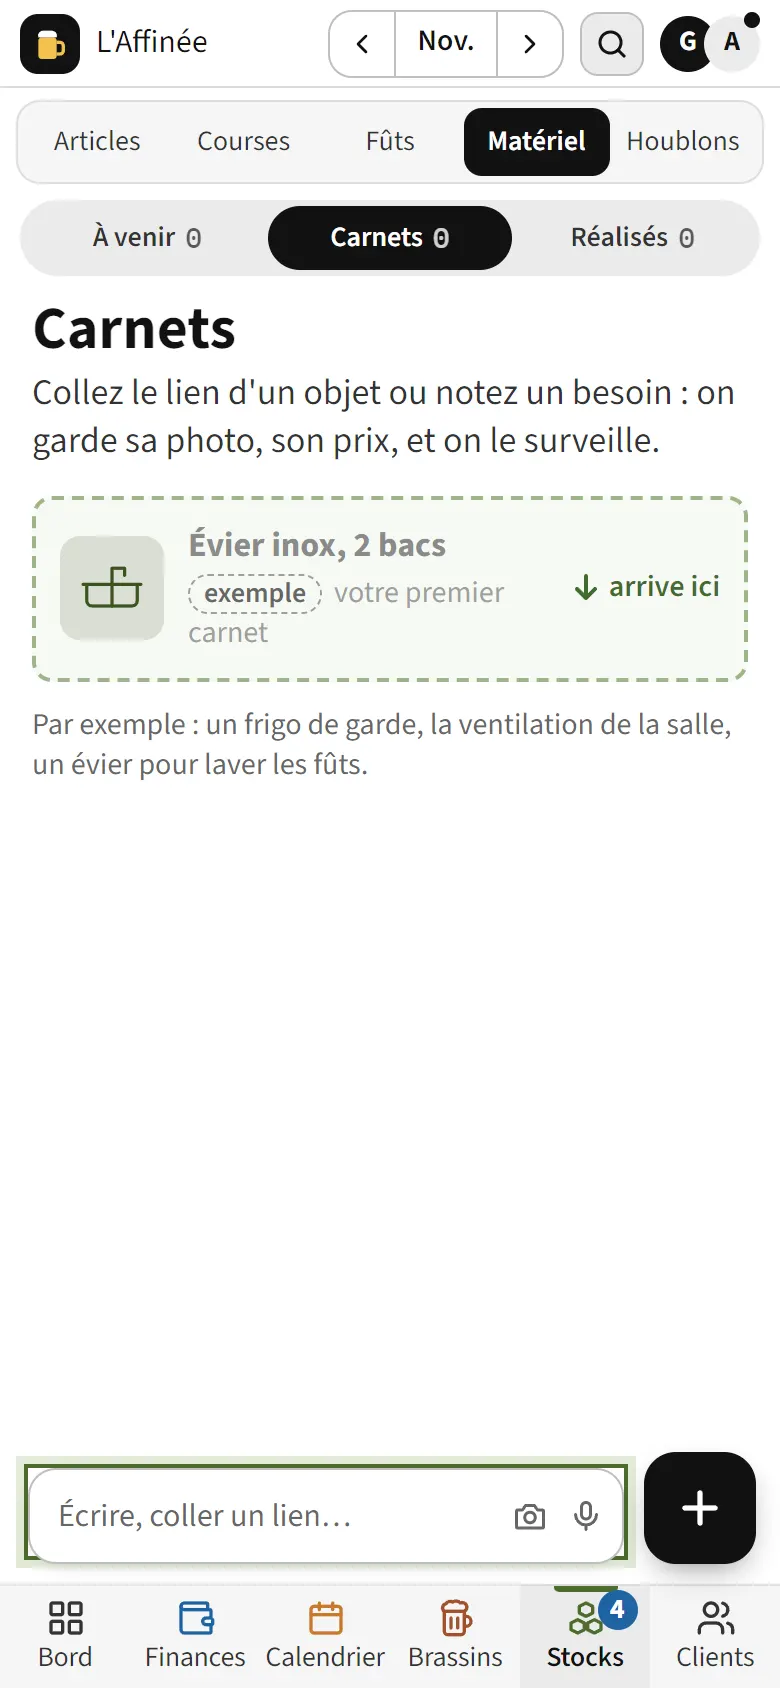 L'Affinée
Nov.
G
A
Articles
Courses
Fûts
Matériel
Houblons
À venir 0
Carnets 0
Réalisés 0
Carnets
Collez le lien d'un objet ou notez un besoin : on
garde sa photo, son prix, et on le surveille.
Évier inox, 2 bacs
exemple votre premier
carnet
arrive ici
Par exemple : un frigo de garde, la ventilation de la salle,
un évier pour laver les fûts.
Écrire, coller un lien…
Bord
Finances
Calendrier
Brassins
4
Stocks
Clients